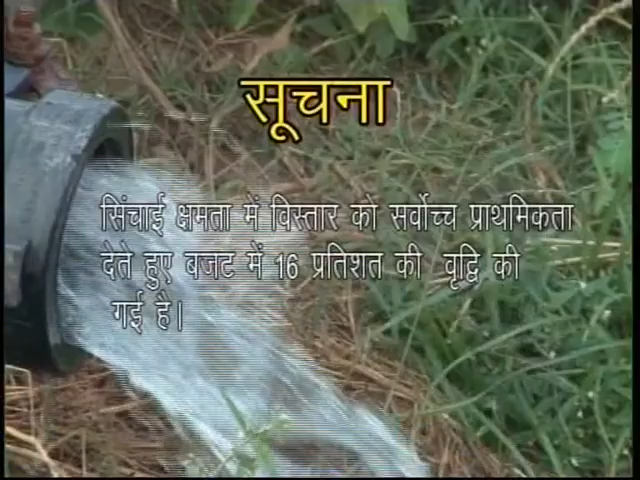 सूचना
सिंचाई क्षमता में विस्तार को सर्वोच्च प्राथमिकता
देते हुए बजट में 16 प्रतिशत की वृद्वि की
गई है।